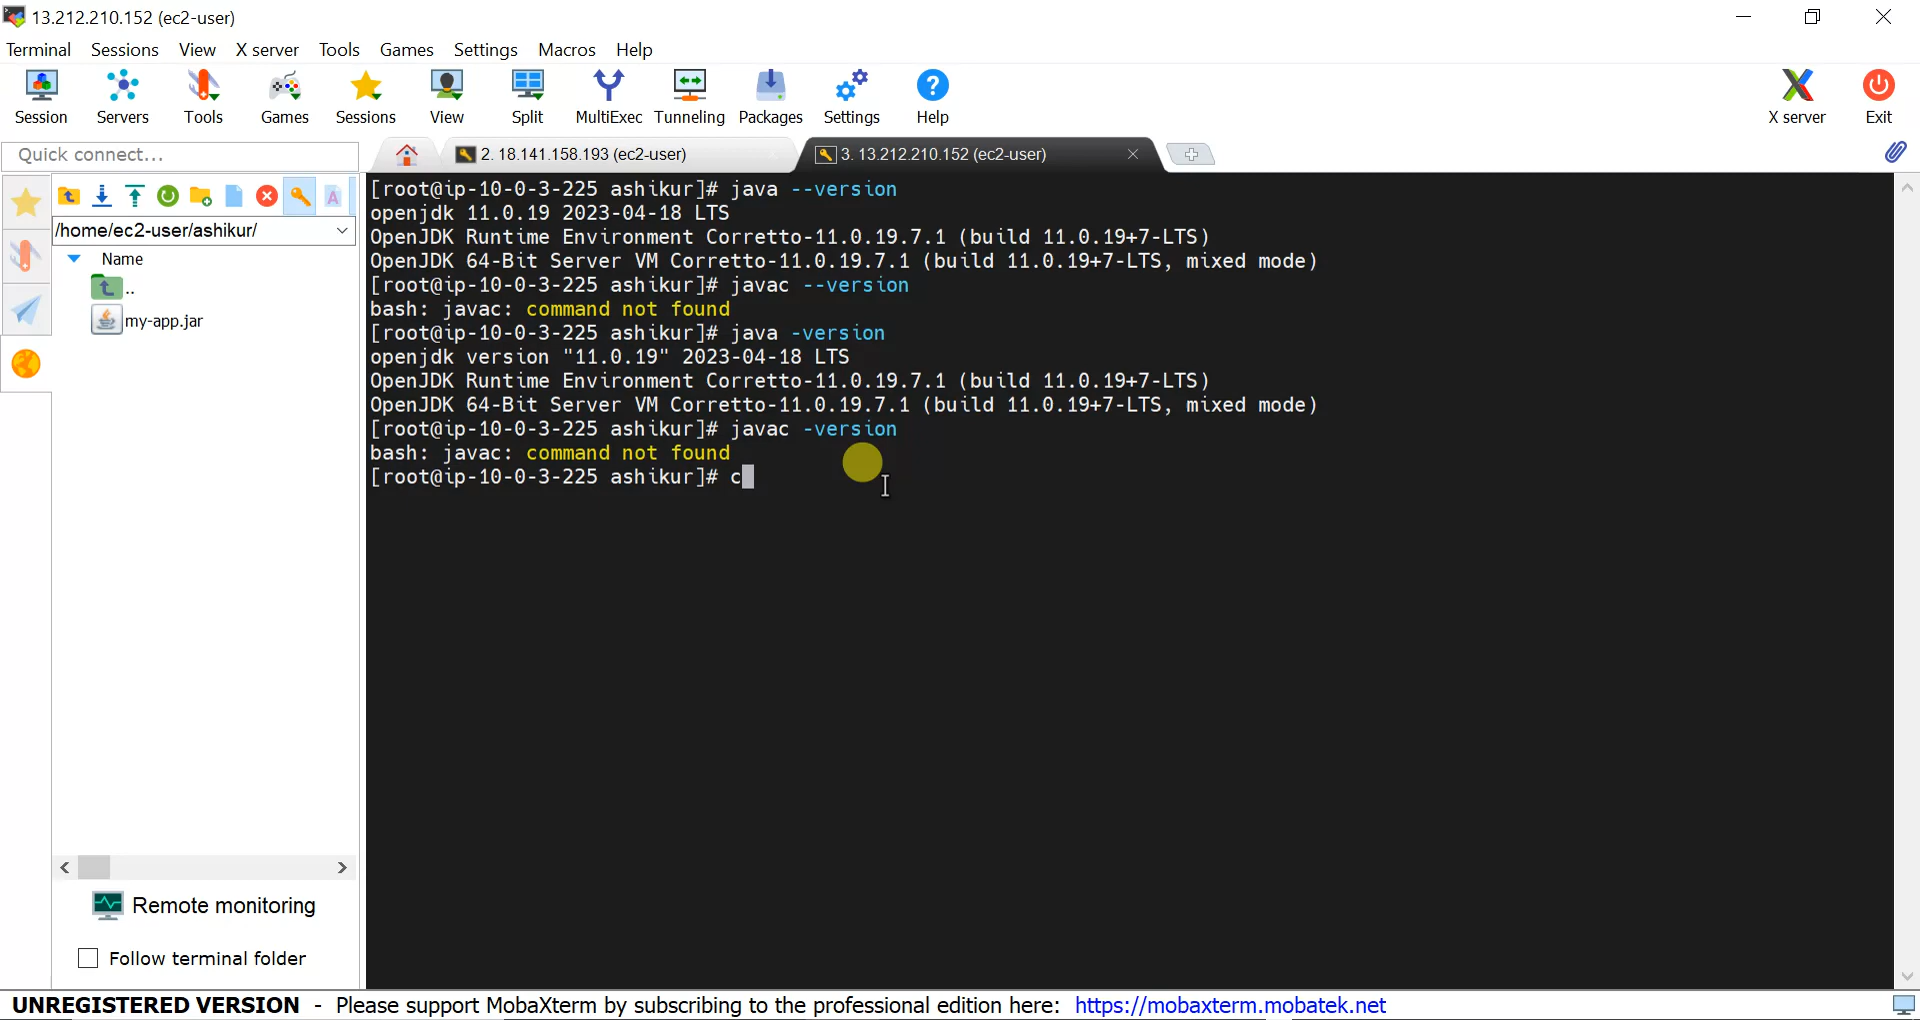 13.212.210.152 (ec2-user)
Terminal Sessions View X server Tools Games Settings Macros Help
Session Servers Tools Games Sessions View Split MultiExec Tunneling Packages Settings Help X server Exit
Quick connect...
2. 18.141.158.193 (ec2-user)
3. 13.212.210.152 (ec2-user)
/home/ec2-user/ashikur/
Name
..
my-app.jar
Remote monitoring
Follow terminal folder
[root@ip-10-0-3-225 ashikur]# java --version
openjdk 11.0.19 2023-04-18 LTS
OpenJDK Runtime Environment Corretto-11.0.19.7.1 (build 11.0.19+7-LTS)
OpenJDK 64-Bit Server VM Corretto-11.0.19.7.1 (build 11.0.19+7-LTS, mixed mode)
[root@ip-10-0-3-225 ashikur]# javac --version
bash: javac: command not found
[root@ip-10-0-3-225 ashikur]# java -version
openjdk version "11.0.19" 2023-04-18 LTS
OpenJDK Runtime Environment Corretto-11.0.19.7.1 (build 11.0.19+7-LTS)
OpenJDK 64-Bit Server VM Corretto-11.0.19.7.1 (build 11.0.19+7-LTS, mixed mode)
[root@ip-10-0-3-225 ashikur]# javac -version
bash: javac: command not found
[root@ip-10-0-3-225 ashikur]# c
UNREGISTERED VERSION - Please support MobaXterm by subscribing to the professional edition here: https://mobaxterm.mobatek.net